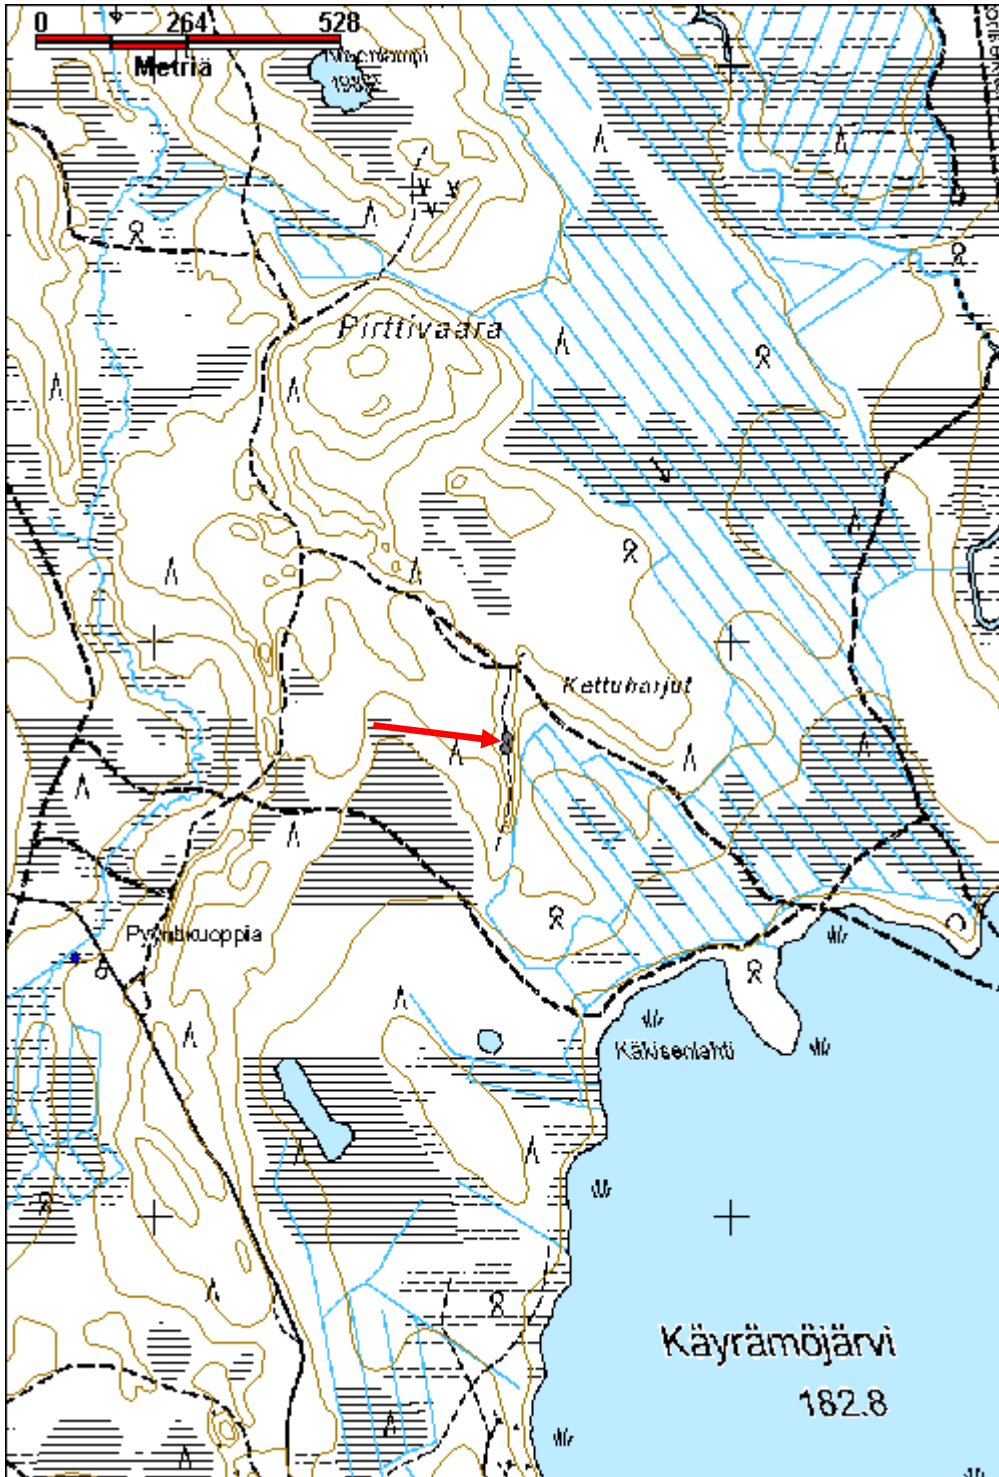 0 264 528
Metriä
Pirttivaara
Kettuharjut
Käkisenlahti
Käyrämöjärvi
182.8